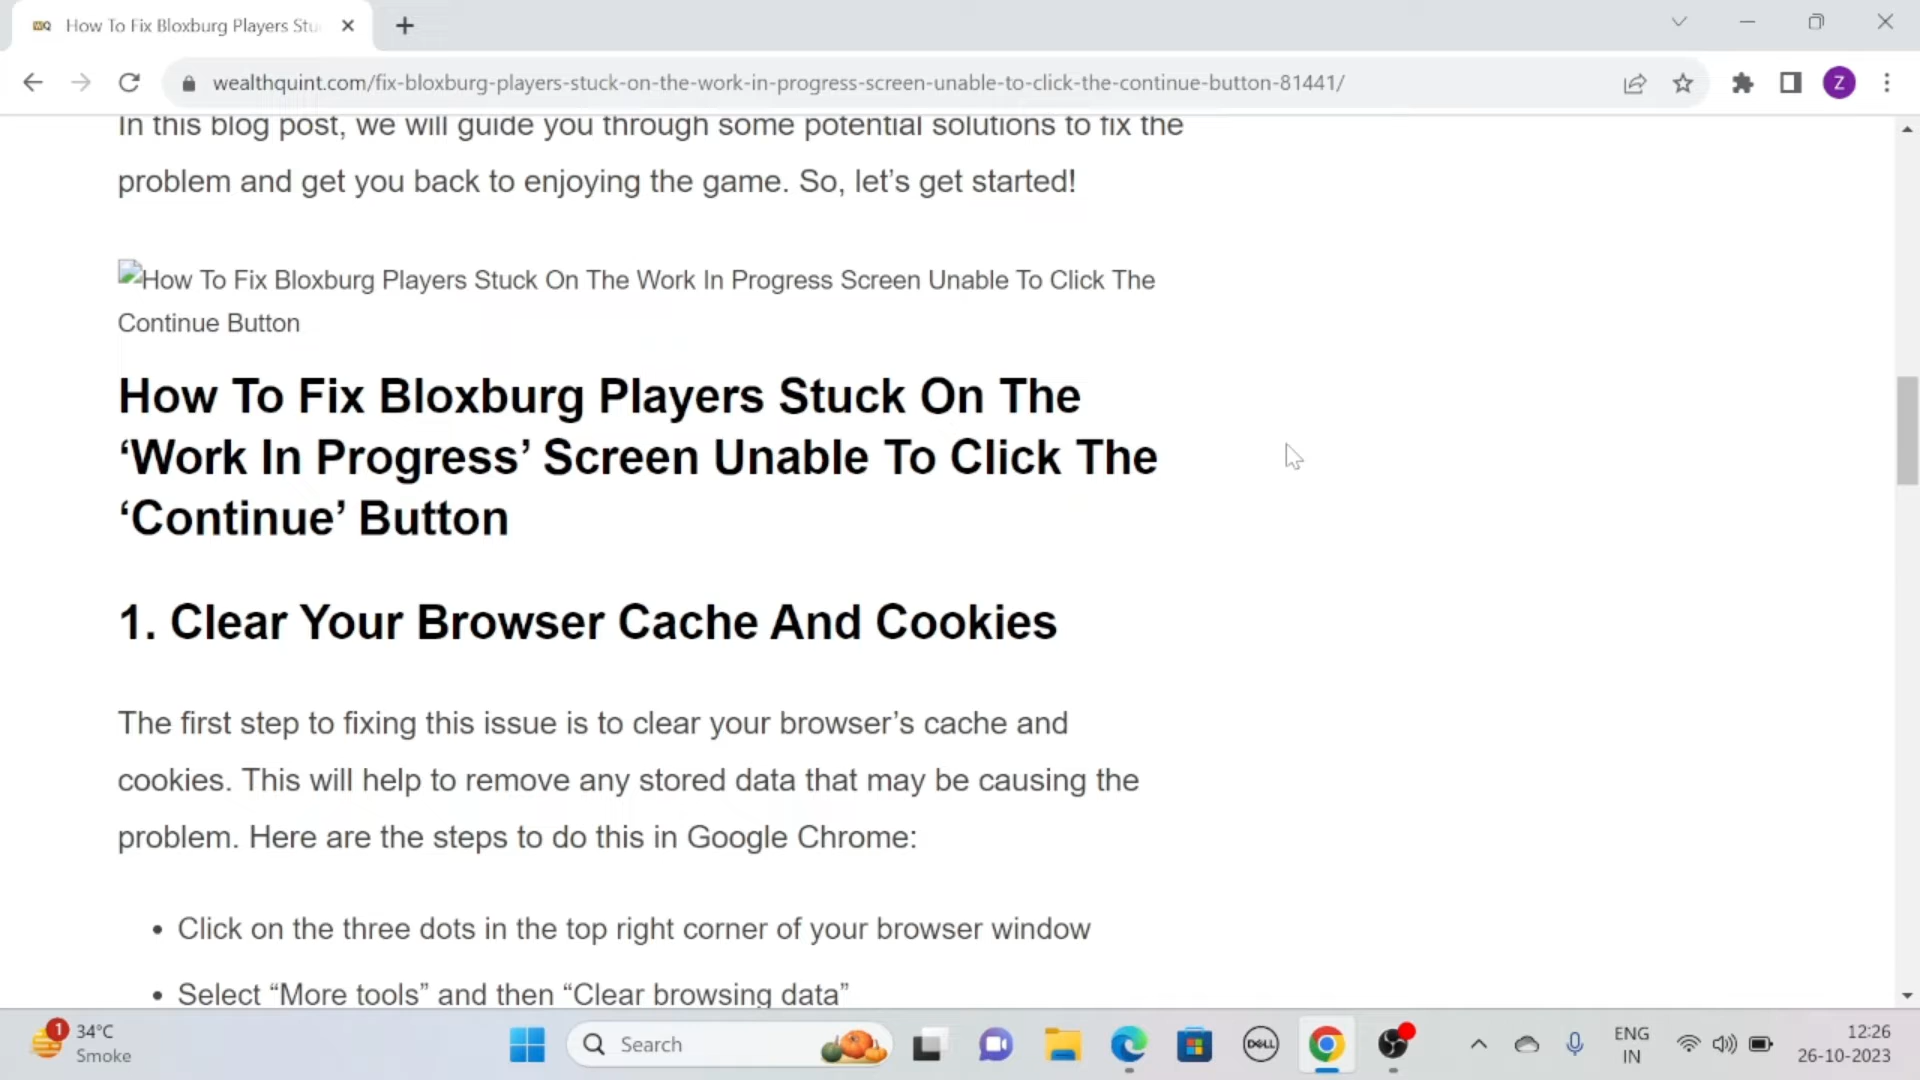 How To Fix Bloxburg Players Stu
wealthquint.com/fix-bloxburg-players-stuck-on-the-work-in-progress-screen-unable-to-click-the-continue-button-81441/
Z
In this blog post, we will guide you through some potential solutions to fix the
problem and get you back to enjoying the game. So, let’s get started!
How To Fix Bloxburg Players Stuck On The Work In Progress Screen Unable To Click The
Continue Button
How To Fix Bloxburg Players Stuck On The
‘Work In Progress’ Screen Unable To Click The
‘Continue’ Button
1. Clear Your Browser Cache And Cookies
The first step to fixing this issue is to clear your browser’s cache and
cookies. This will help to remove any stored data that may be causing the
problem. Here are the steps to do this in Google Chrome:
• Click on the three dots in the top right corner of your browser window
• Select “More tools” and then “Clear browsing data”
1
34°C
Smoke
Search
DELL
ENG
IN
12:26
26-10-2023